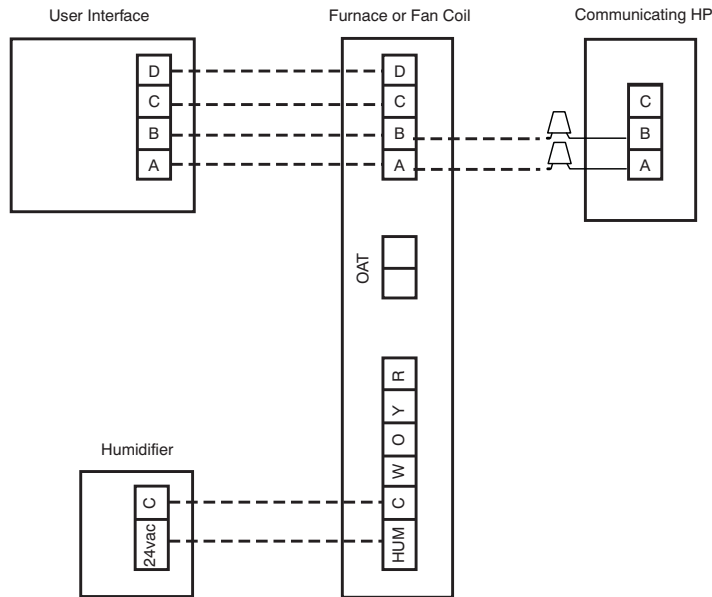 User Interface
Furnace or Fan Coil
Communicating HP
D
C
B
A
D
C
B
A
C
B
A
OAT
R
Y
O
W
C
HUM
Humidifier
C
24vac